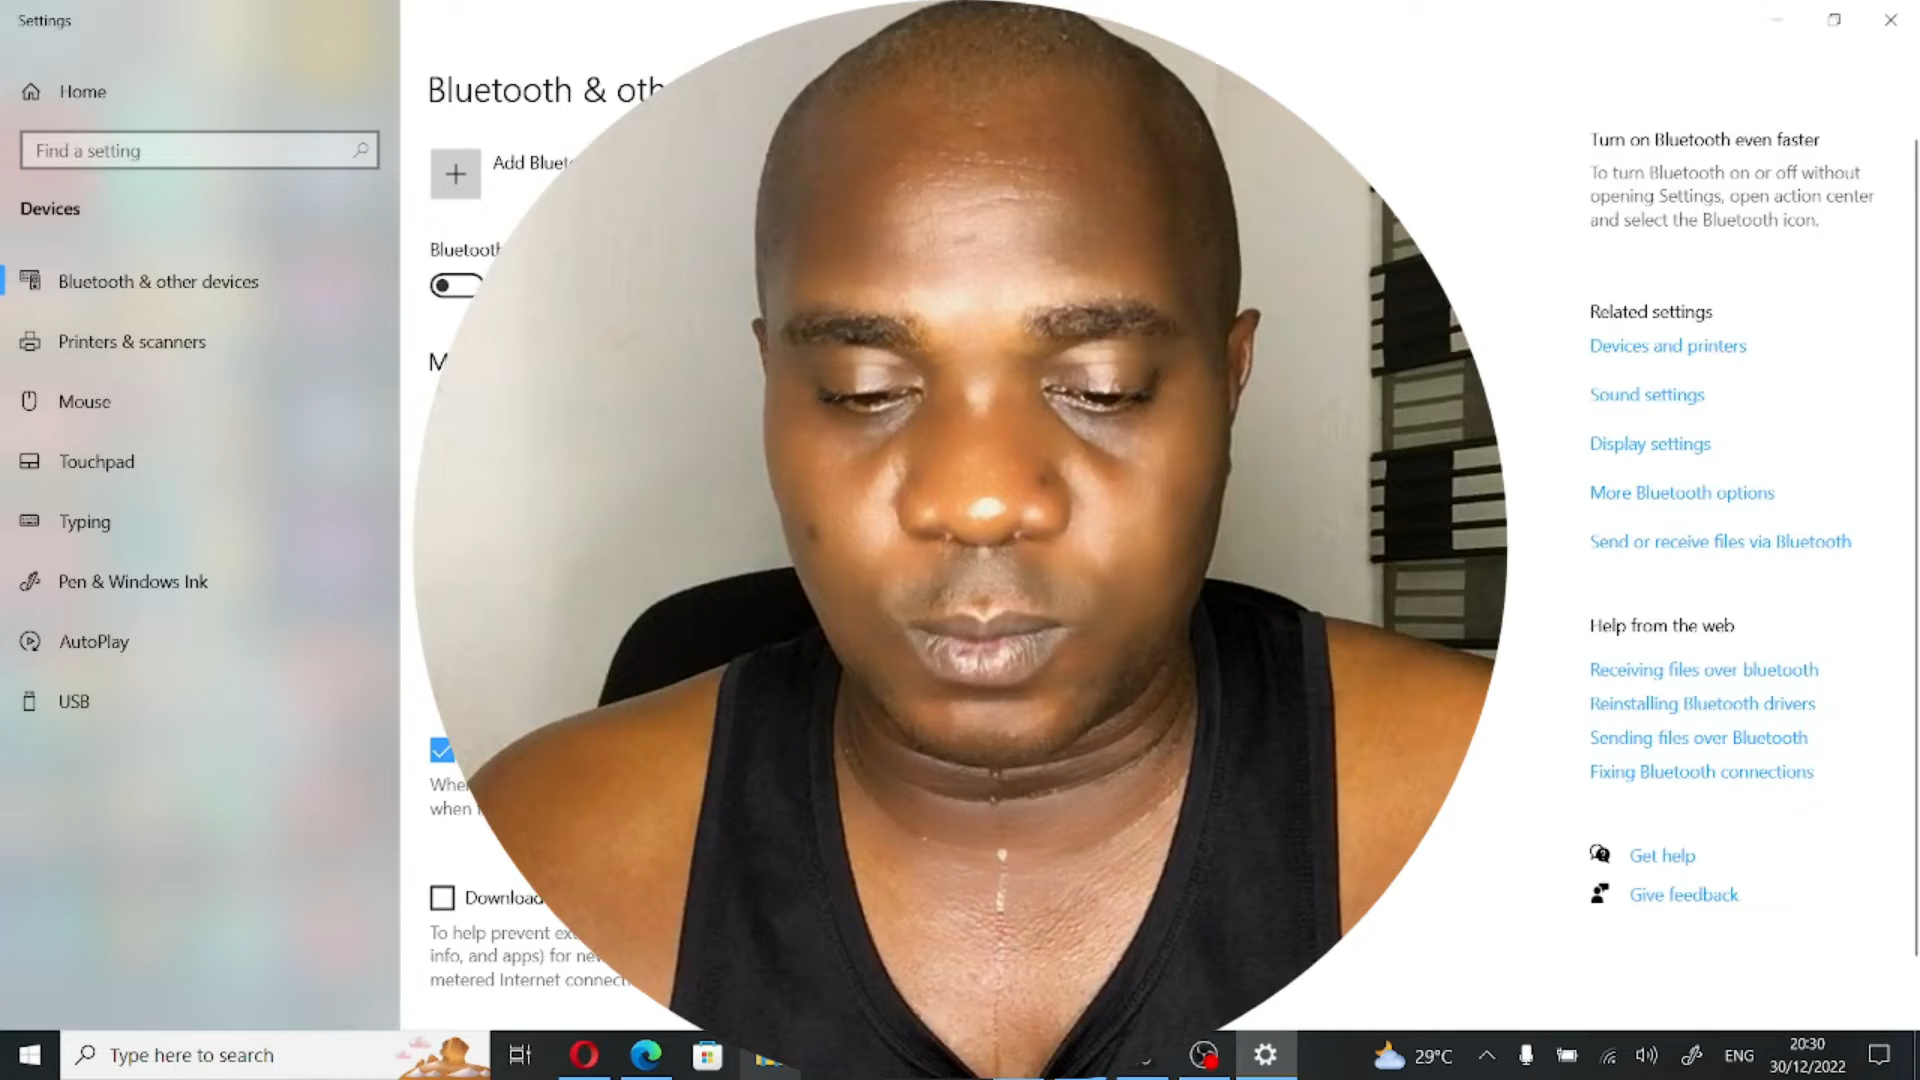 Settings
Home
Find a setting
Devices
Bluetooth & other devices
Printers & scanners
Mouse
Touchpad
Typing
Pen & Windows Ink
AutoPlay
USB
Bluetooth & oth
Add Bluet
Bluetooth
M
when
Download
To help prevent ex
info, and apps) for new
metered Internet connect
Turn on Bluetooth even faster
To turn Bluetooth on or off without
opening Settings, open action center
and select the Bluetooth icon.
Related settings
Devices and printers
Sound settings
Display settings
More Bluetooth options
Send or receive files via Bluetooth
Help from the web
Receiving files over bluetooth
Reinstalling Bluetooth drivers
Sending files over Bluetooth
Fixing Bluetooth connections
Get help
Give feedback
Type here to search
29°C
ENG
20:30
30/12/2022